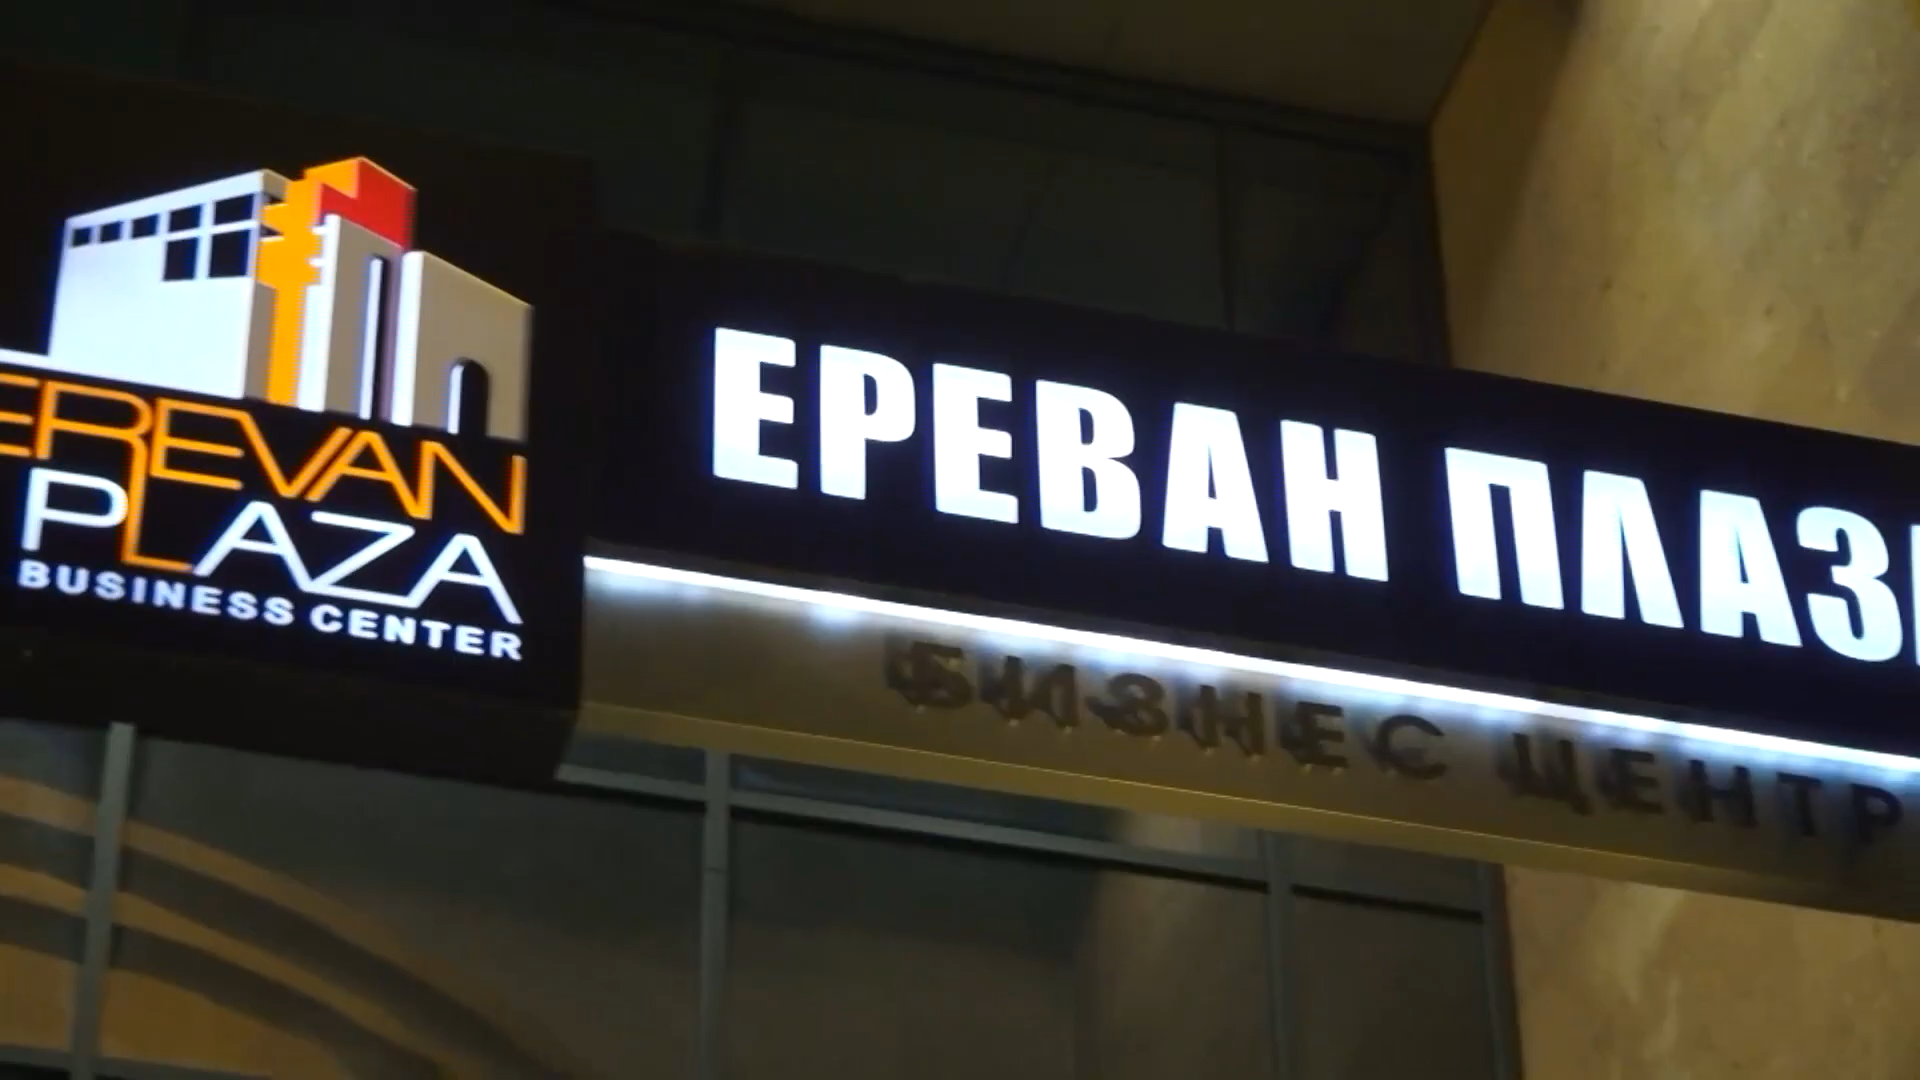 EREVAN
PLAZA
BUSINESS CENTER
ЕРЕВАН ПЛАЗ
БИЗНЕС ЦЕНТР